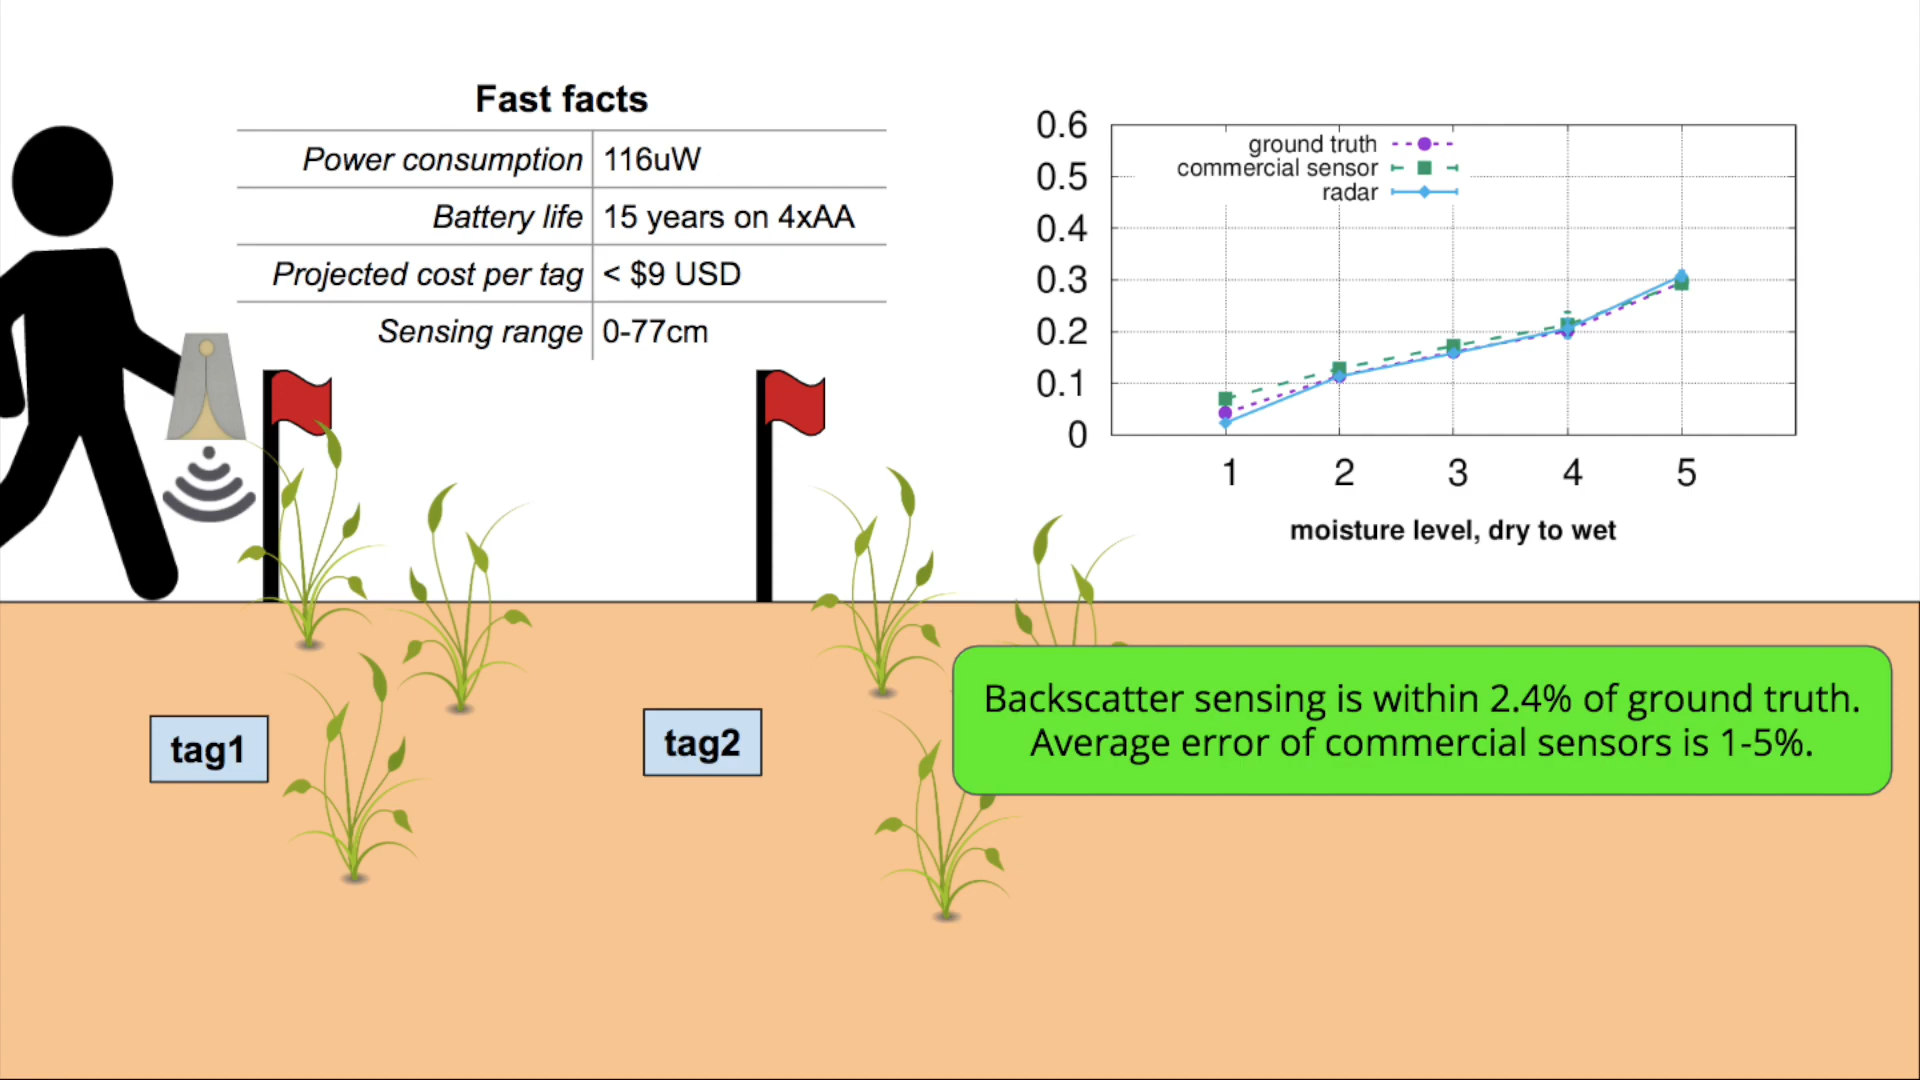 Fast facts
Power consumption 116uW
Battery life 15 years on 4xAA
Projected cost per tag < $9 USD
Sensing range 0-77cm
0.6
0.5
0.4
0.3
0.2
0.1
0
ground truth
commercial sensor
radar
1 2 3 4 5
moisture level, dry to wet
tag1
tag2
Backscatter sensing is within 2.4% of ground truth.
Average error of commercial sensors is 1-5%.